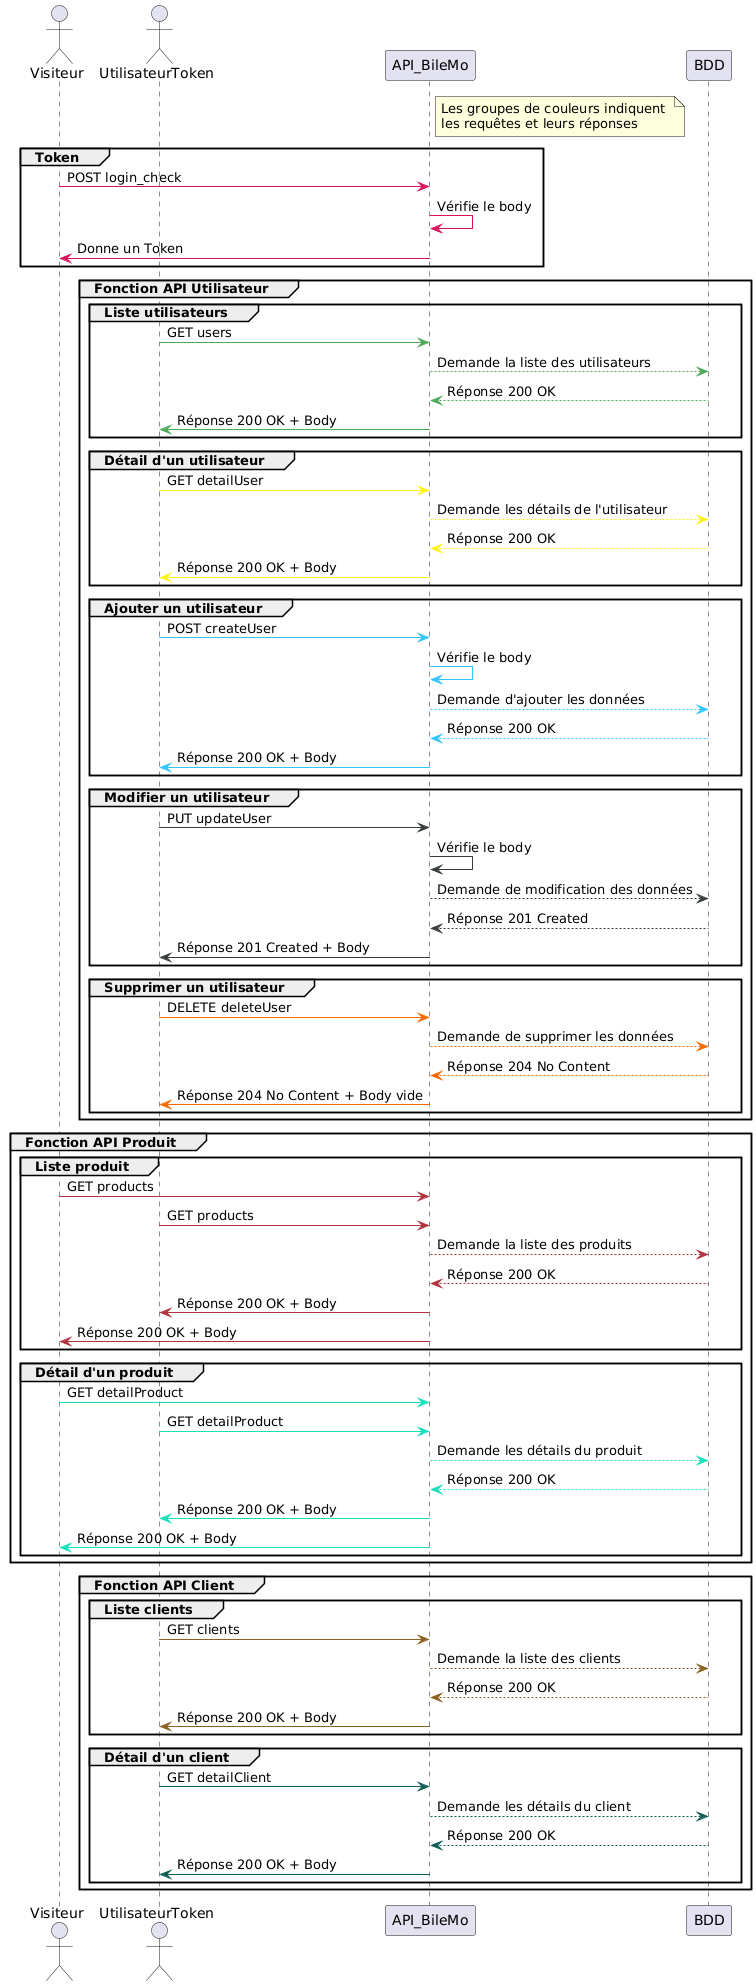 Visiteur
UtilisateurToken
API_BileMo
BDD
Les groupes de couleurs indiquent
les requêtes et leurs réponses
Token
POST login_check
Vérifie le body
Donne un Token
Fonction API Utilisateur
Liste utilisateurs
GET users
Demande la liste des utilisateurs
Réponse 200 OK
Réponse 200 OK + Body
Détail d'un utilisateur
GET detailUser
Demande les détails de l'utilisateur
Réponse 200 OK
Réponse 200 OK + Body
Ajouter un utilisateur
POST createUser
Vérifie le body
Demande d'ajouter les données
Réponse 200 OK
Réponse 200 OK + Body
Modifier un utilisateur
PUT updateUser
Vérifie le body
Demande de modification des données
Réponse 201 Created
Réponse 201 Created + Body
Supprimer un utilisateur
DELETE deleteUser
Demande de supprimer les données
Réponse 204 No Content
Réponse 204 No Content + Body vide
Fonction API Produit
Liste produit
GET products
GET products
Demande la liste des produits
Réponse 200 OK
Réponse 200 OK + Body
Réponse 200 OK + Body
Détail d'un produit
GET detailProduct
GET detailProduct
Demande les détails du produit
Réponse 200 OK
Réponse 200 OK + Body
Réponse 200 OK + Body
Fonction API Client
Liste clients
GET clients
Demande la liste des clients
Réponse 200 OK
Réponse 200 OK + Body
Détail d'un client
GET detailClient
Demande les détails du client
Réponse 200 OK
Réponse 200 OK + Body
Visiteur
UtilisateurToken
API_BileMo
BDD